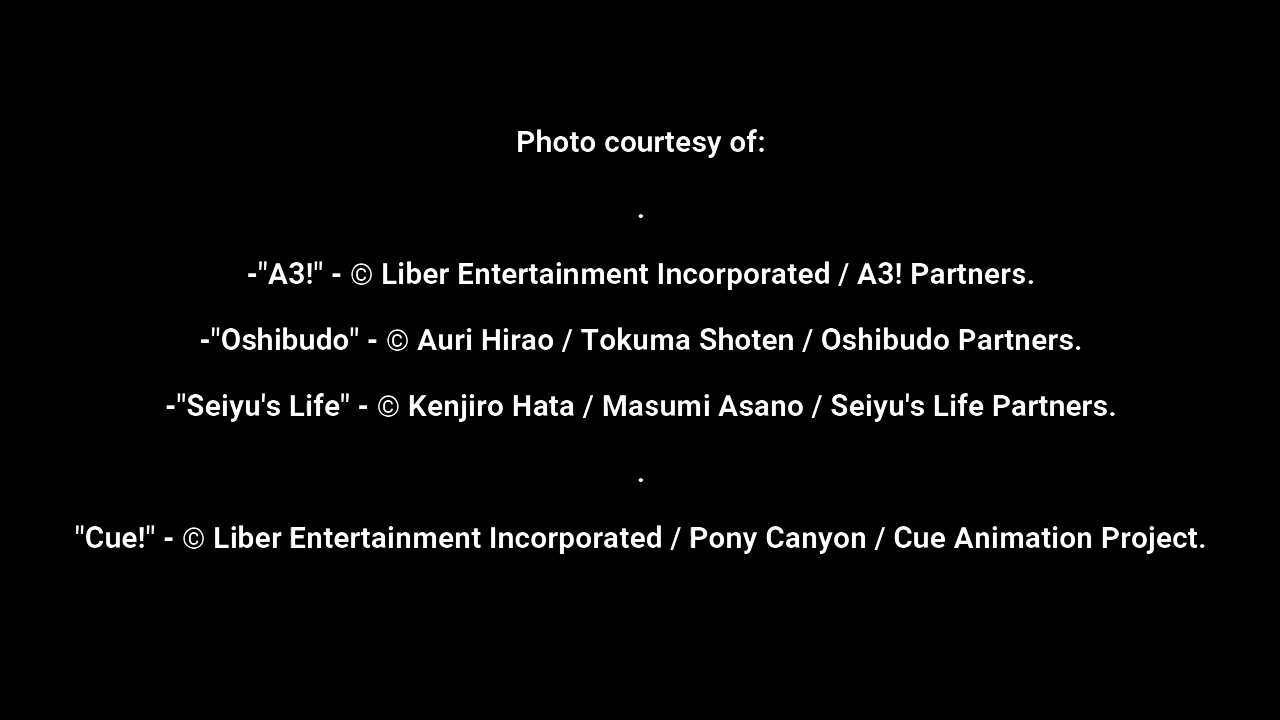 Photo courtesy of:
.
-"A3!" - © Liber Entertainment Incorporated / A3! Partners.
-"Oshibudo" - © Auri Hirao / Tokuma Shoten / Oshibudo Partners.
-"Seiyu's Life" - © Kenjiro Hata / Masumi Asano / Seiyu's Life Partners.
.
"Cue!" - © Liber Entertainment Incorporated / Pony Canyon / Cue Animation Project.